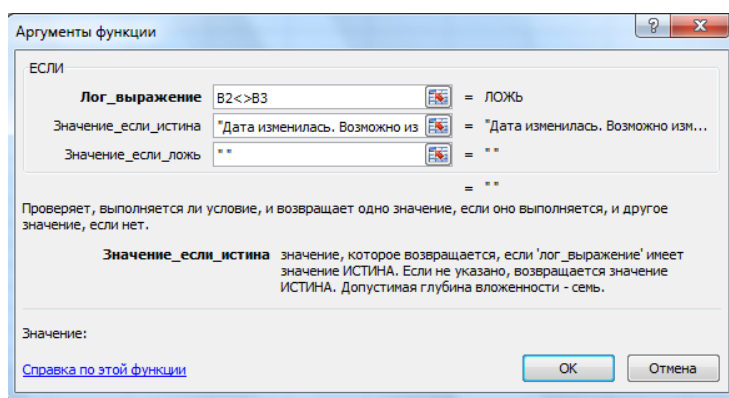 Аргументы функции
ЕСЛИ
Лог_выражение B2<>B3 = ЛОЖЬ
Значение_если_истина "Дата изменилась. Возможно из = "Дата изменилась. Возможно изм...
Значение_если_ложь " " = " "
= " "
Проверяет, выполняется ли условие, и возвращает одно значение, если оно выполняется, и другое
значение, если нет.
Значение_если_истина значение, которое возвращается, если 'лог_выражение' имеет
значение ИСТИНА. Если не указано, возвращается значение
ИСТИНА. Допустимая глубина вложенности - семь.
Значение:
Справка по этой функции OK Отмена